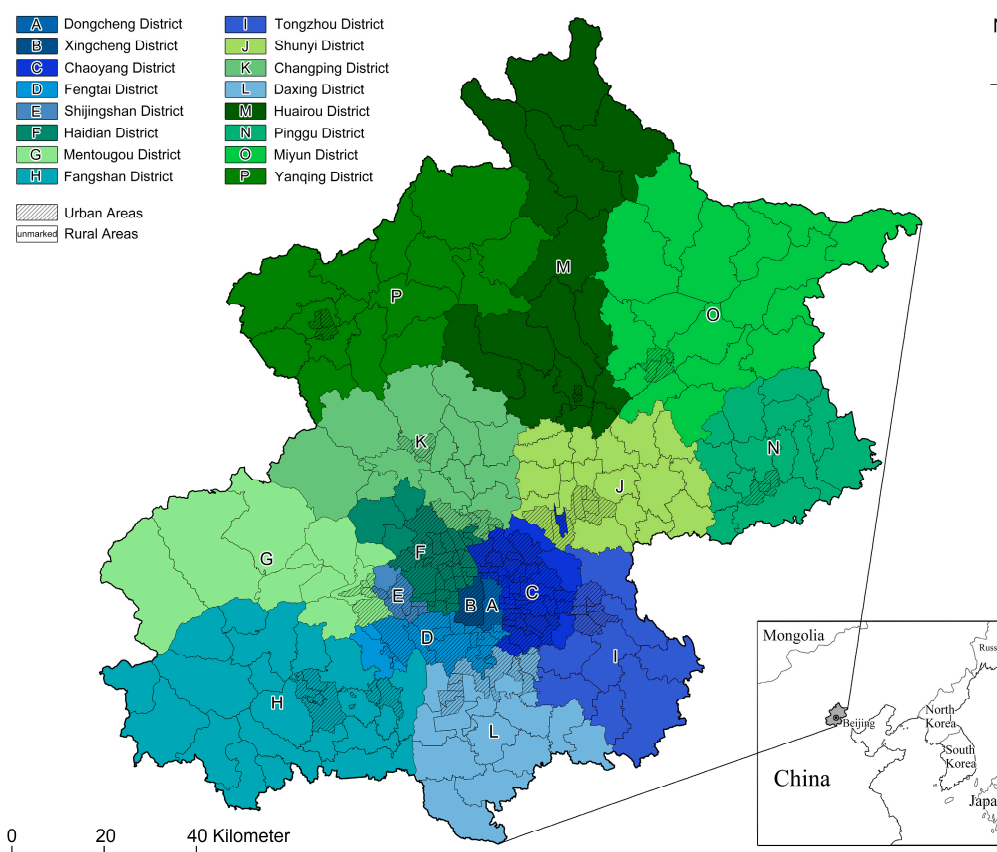 A Dongcheng District
B Xingcheng District
C Chaoyang District
D Fengtai District
E Shijingshan District
F Haidian District
G Mentougou District
H Fangshan District
I Tongzhou District
J Shunyi District
K Changping District
L Daxing District
M Huairou District
N Pinggu District
O Miyun District
P Yanqing District
Urban Areas
unmarked Rural Areas
N
M
P
O
K
N
J
G
F
E
B
A
C
D
I
H
L
Mongolia
Russ
North
Korea
Beijing
South
Korea
China
Japa
0 20 40 Kilometer